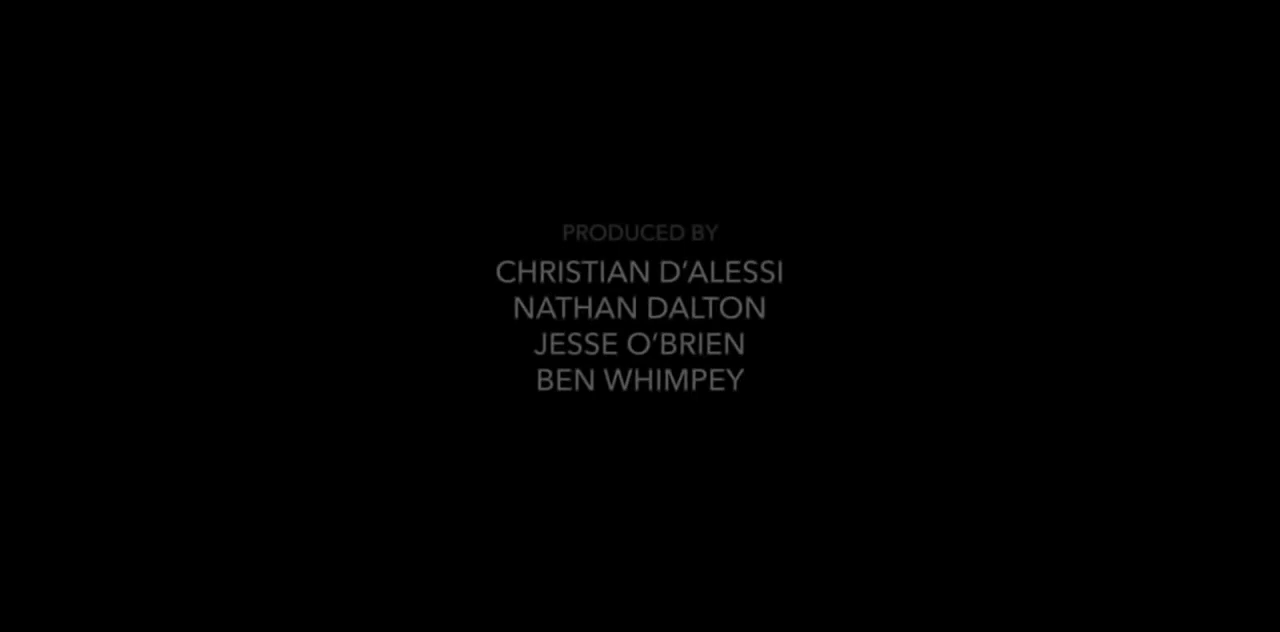 PRODUCED BY
CHRISTIAN D'ALESSI
NATHAN DALTON
JESSE O'BRIEN
BEN WHIMPEY